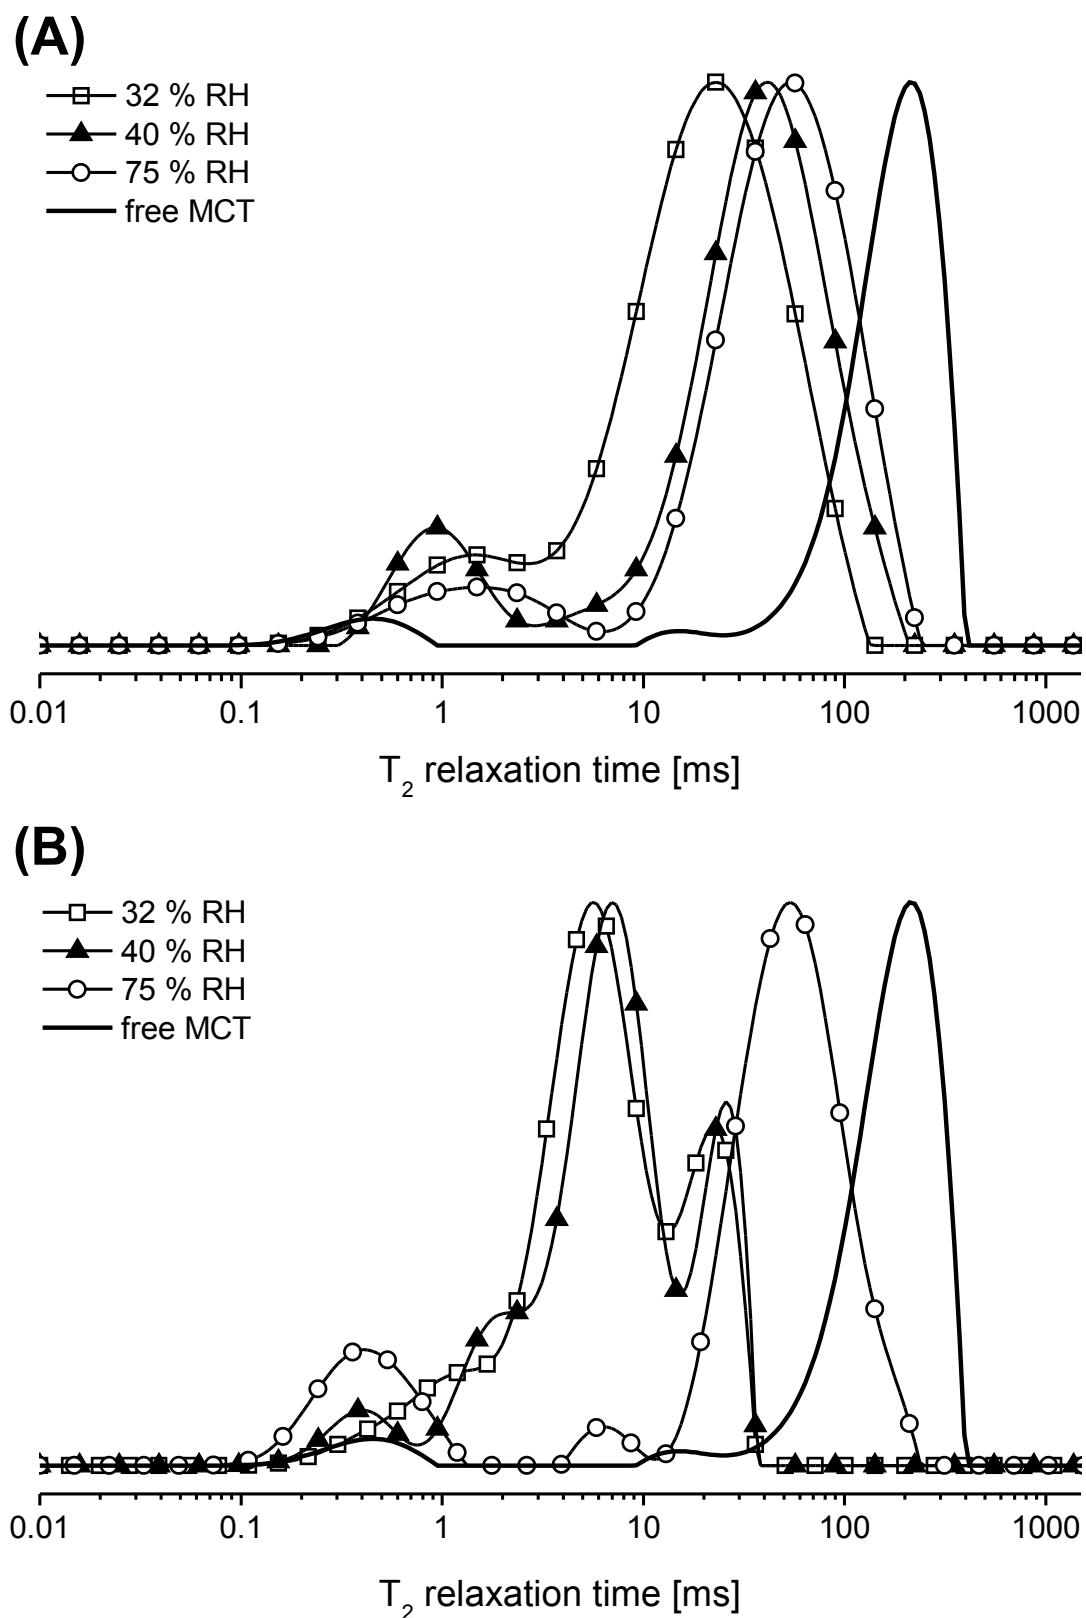 (A)
32 % RH
40 % RH
75 % RH
free MCT
0.01 0.1 1 10 100 1000
T₂ relaxation time [ms]
(B)
32 % RH
40 % RH
75 % RH
free MCT
0.01 0.1 1 10 100 1000
T₂ relaxation time [ms]